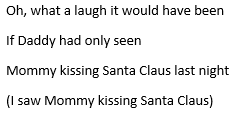 Oh, what a laugh it would have been
If Daddy had only seen
Mommy kissing Santa Claus last night
(I saw Mommy kissing Santa Claus)